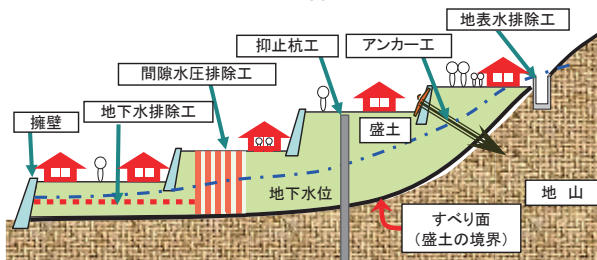 地表水排除工
抑止杭工
アンカー工
間隙水圧排除工
地下水排除工
擁壁
盛土
地下水位
地山
すべり面
(盛土の境界)